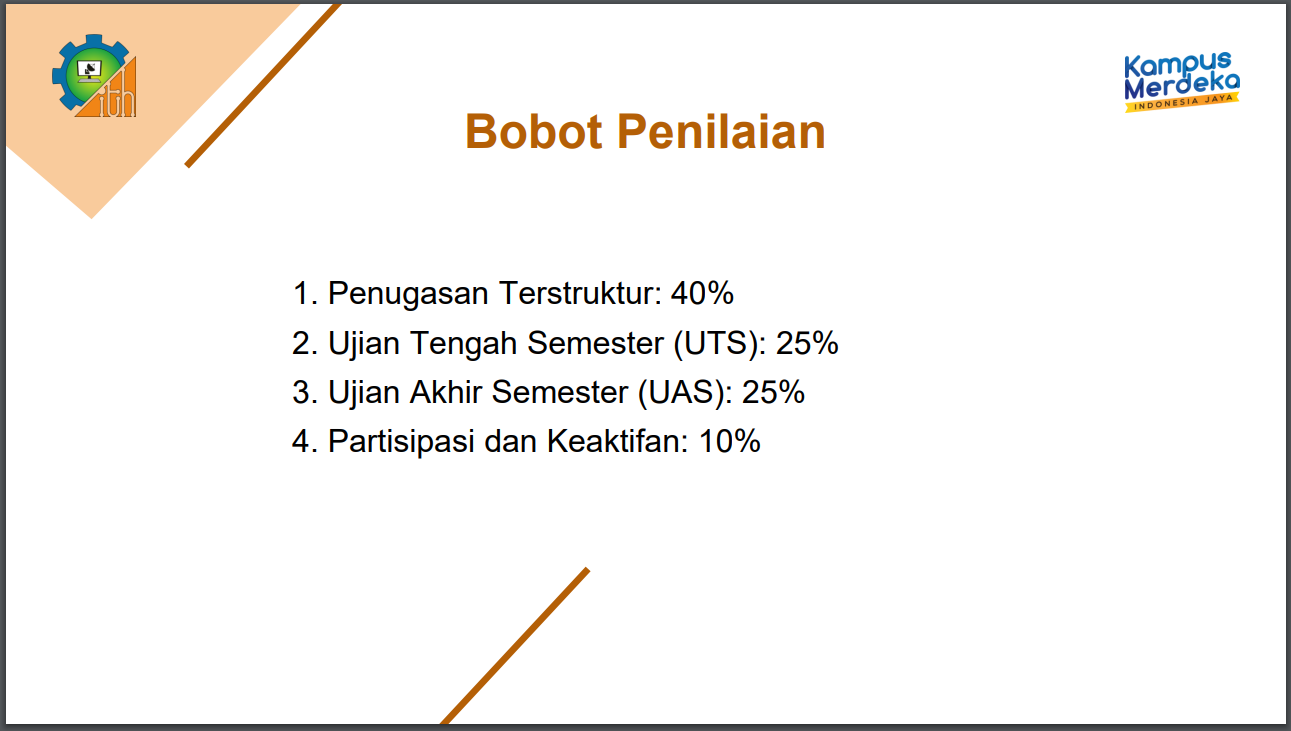 ith
Kampus
Merdeka
INDONESIA JAYA
Bobot Penilaian
1. Penugasan Terstruktur: 40%
2. Ujian Tengah Semester (UTS): 25%
3. Ujian Akhir Semester (UAS): 25%
4. Partisipasi dan Keaktifan: 10%